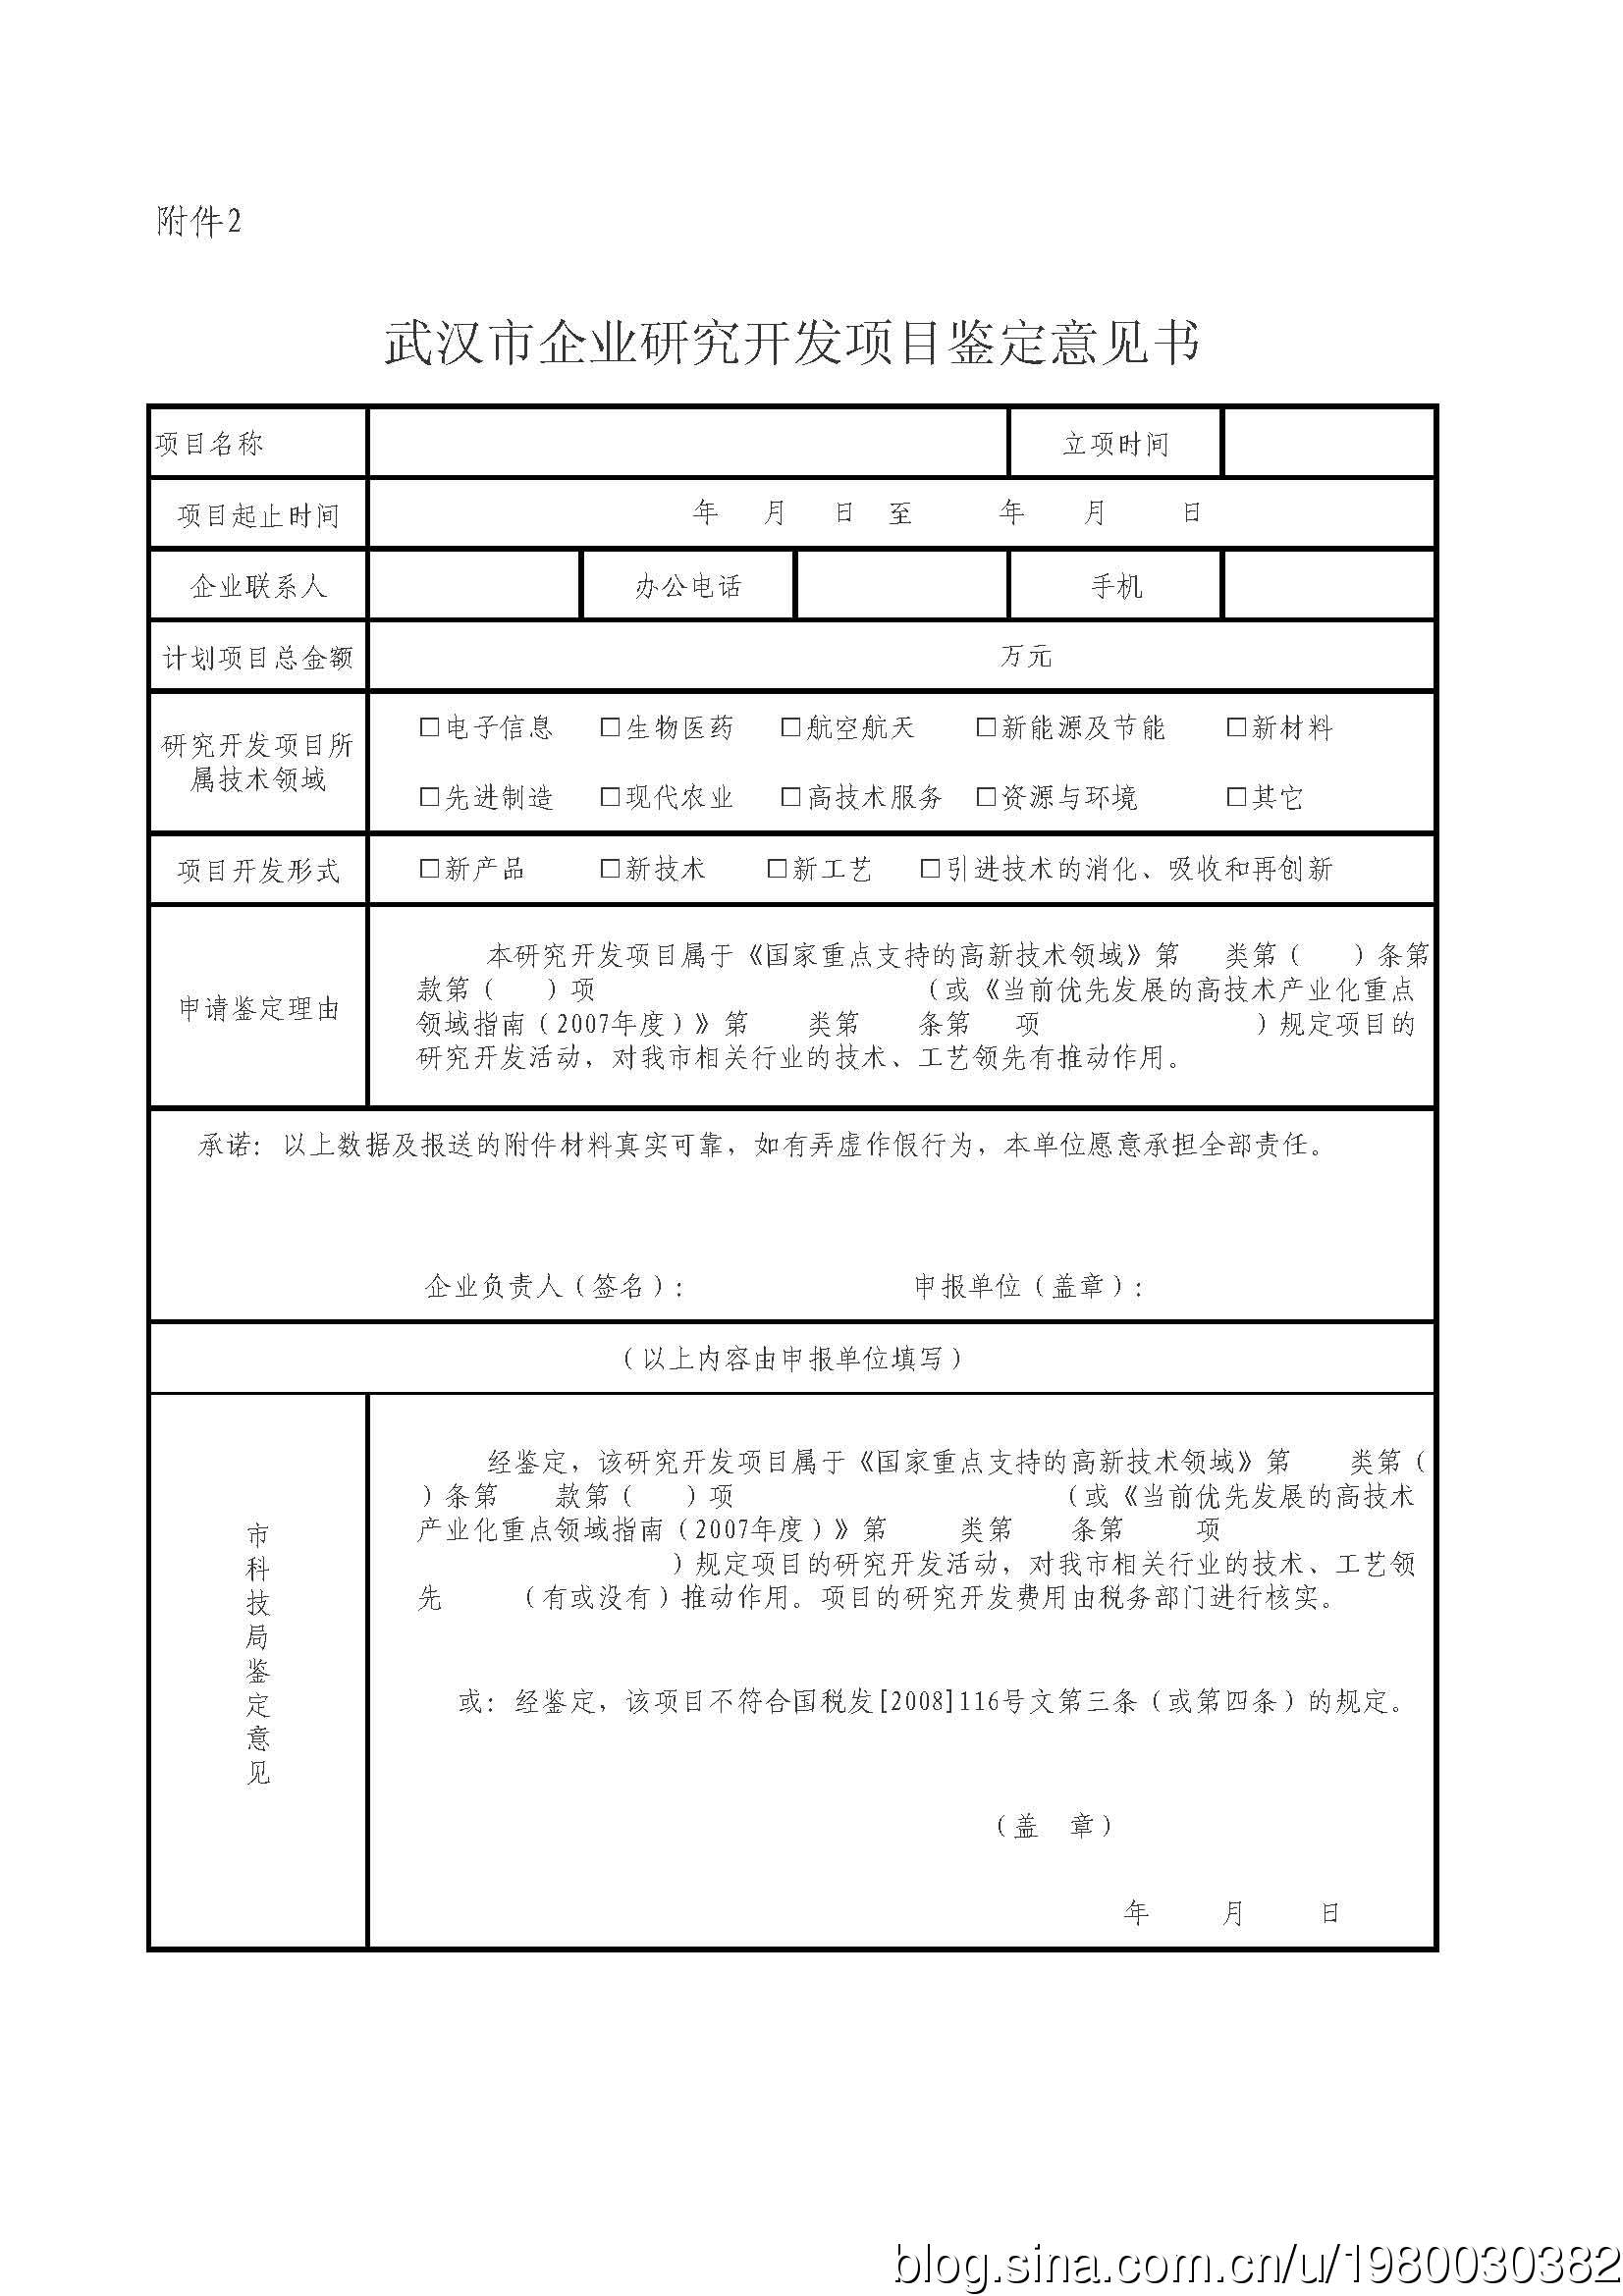 附件2
武汉市企业研究开发项目鉴定意见书
项目名称 立项时间
项目起止时间 年 月 日 至 年 月 日
企业联系人 办公电话 手机
计划项目总金额 万元
研究开发项目所
属技术领域
□电子信息 □生物医药 □航空航天 □新能源及节能 □新材料
□先进制造 □现代农业 □高技术服务 □资源与环境 □其它
项目开发形式 □新产品 □新技术 □新工艺 □引进技术的消化、吸收和再创新
申请鉴定理由
本研究开发项目属于《国家重点支持的高新技术领域》第 类第（ ）条第
款第（ ）项 （或《当前优先发展的高技术产业化重点
领域指南（2007年度）》第 类第 条第 项 ）规定项目的
研究开发活动，对我市相关行业的技术、工艺领先有推动作用。
承诺：以上数据及报送的附件材料真实可靠，如有弄虚作假行为，本单位愿意承担全部责任。
企业负责人（签名）： 申报单位（盖章）：
（以上内容由申报单位填写）
市
科
技
局
鉴
定
意
见
经鉴定，该研究开发项目属于《国家重点支持的高新技术领域》第 类第（
）条第 款第（ ）项 （或《当前优先发展的高技术
产业化重点领域指南（2007年度）》第 类第 条第 项
）规定项目的研究开发活动，对我市相关行业的技术、工艺领
先 （有或没有）推动作用。项目的研究开发费用由税务部门进行核实。
或：经鉴定，该项目不符合国税发[2008]116号文第三条（或第四条）的规定。
（盖 章）
年 月 日
blog.sina.com.cn/u/1980030382